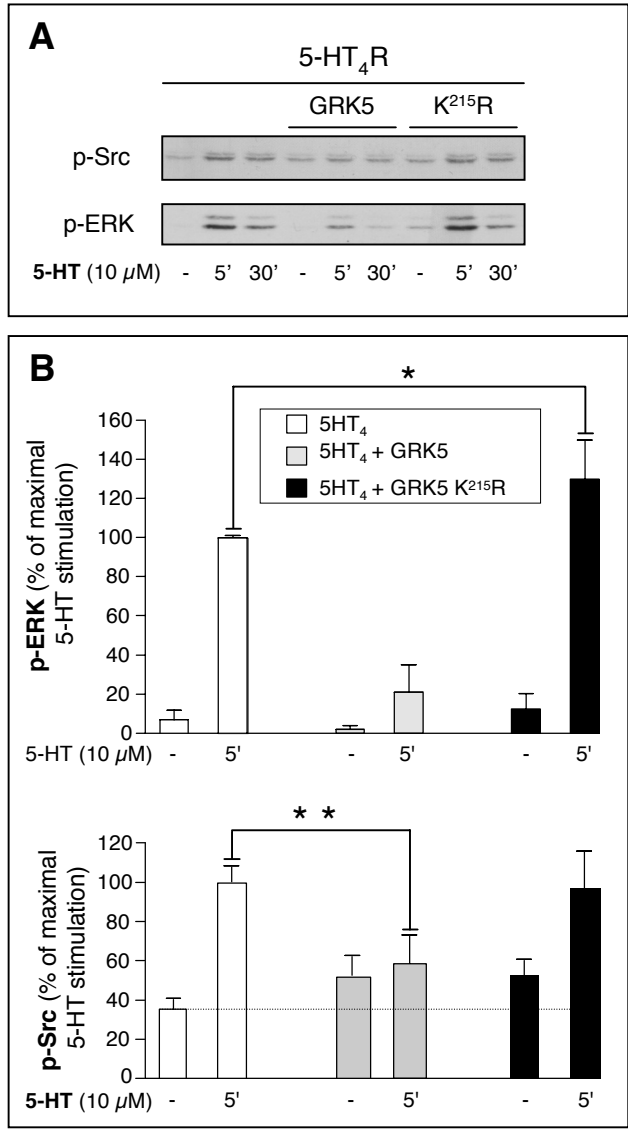 A
5-HT₄R
GRK5 K²¹⁵R
p-Src
p-ERK
5-HT (10 µM) - 5’ 30’ - 5’ 30’ - 5’ 30’
B
*
5HT₄
5HT₄ + GRK5
5HT₄ + GRK5 K²¹⁵R
p-ERK (% of maximal
5-HT stimulation)
160
140
120
100
80
60
40
20
0
5-HT (10 µM) - 5' - 5' - 5'
* *
p-Src (% of maximal
5-HT stimulation)
120
100
80
60
40
20
0
5-HT (10 µM) - 5' - 5' - 5'